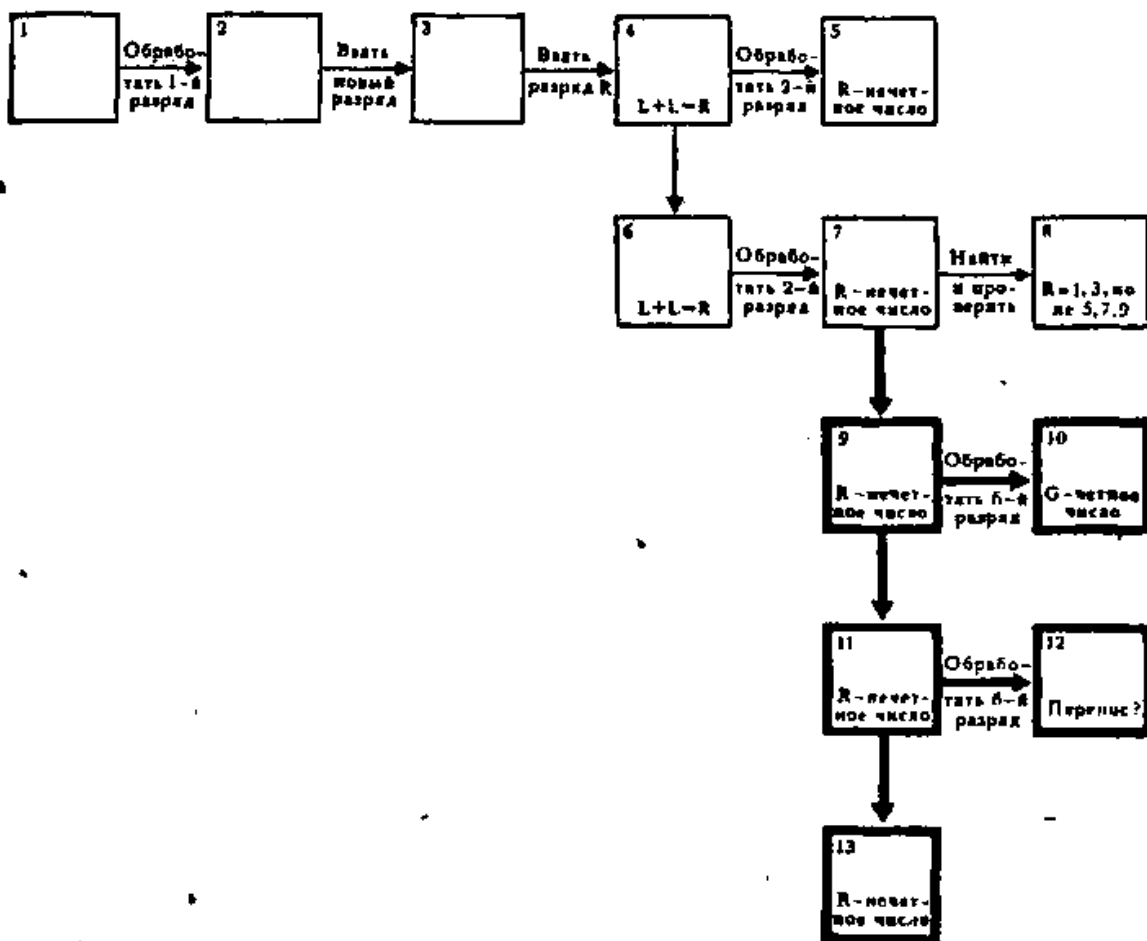 1
Обрабо-
тать 1-й
разряд
2
Взять
новый
разряд
3
Взять
разряд R
4
L+L=R
Обрабо-
тать 2-й
разряд
5
R-нечет-
ное число
6
L+L=R
Обрабо-
тать 2-й
разряд
7
R-нечет-
ное число
Найти
и про-
верить
8
R=1,3,но
не 5,7,9
9
R-нечет-
ное число
Обрабо-
тать 6-й
разряд
10
G-четное
число
11
R-нечет-
ное число
Обрабо-
тать 6-й
разряд
12
Перенос?
13
R-нечет-
ное число